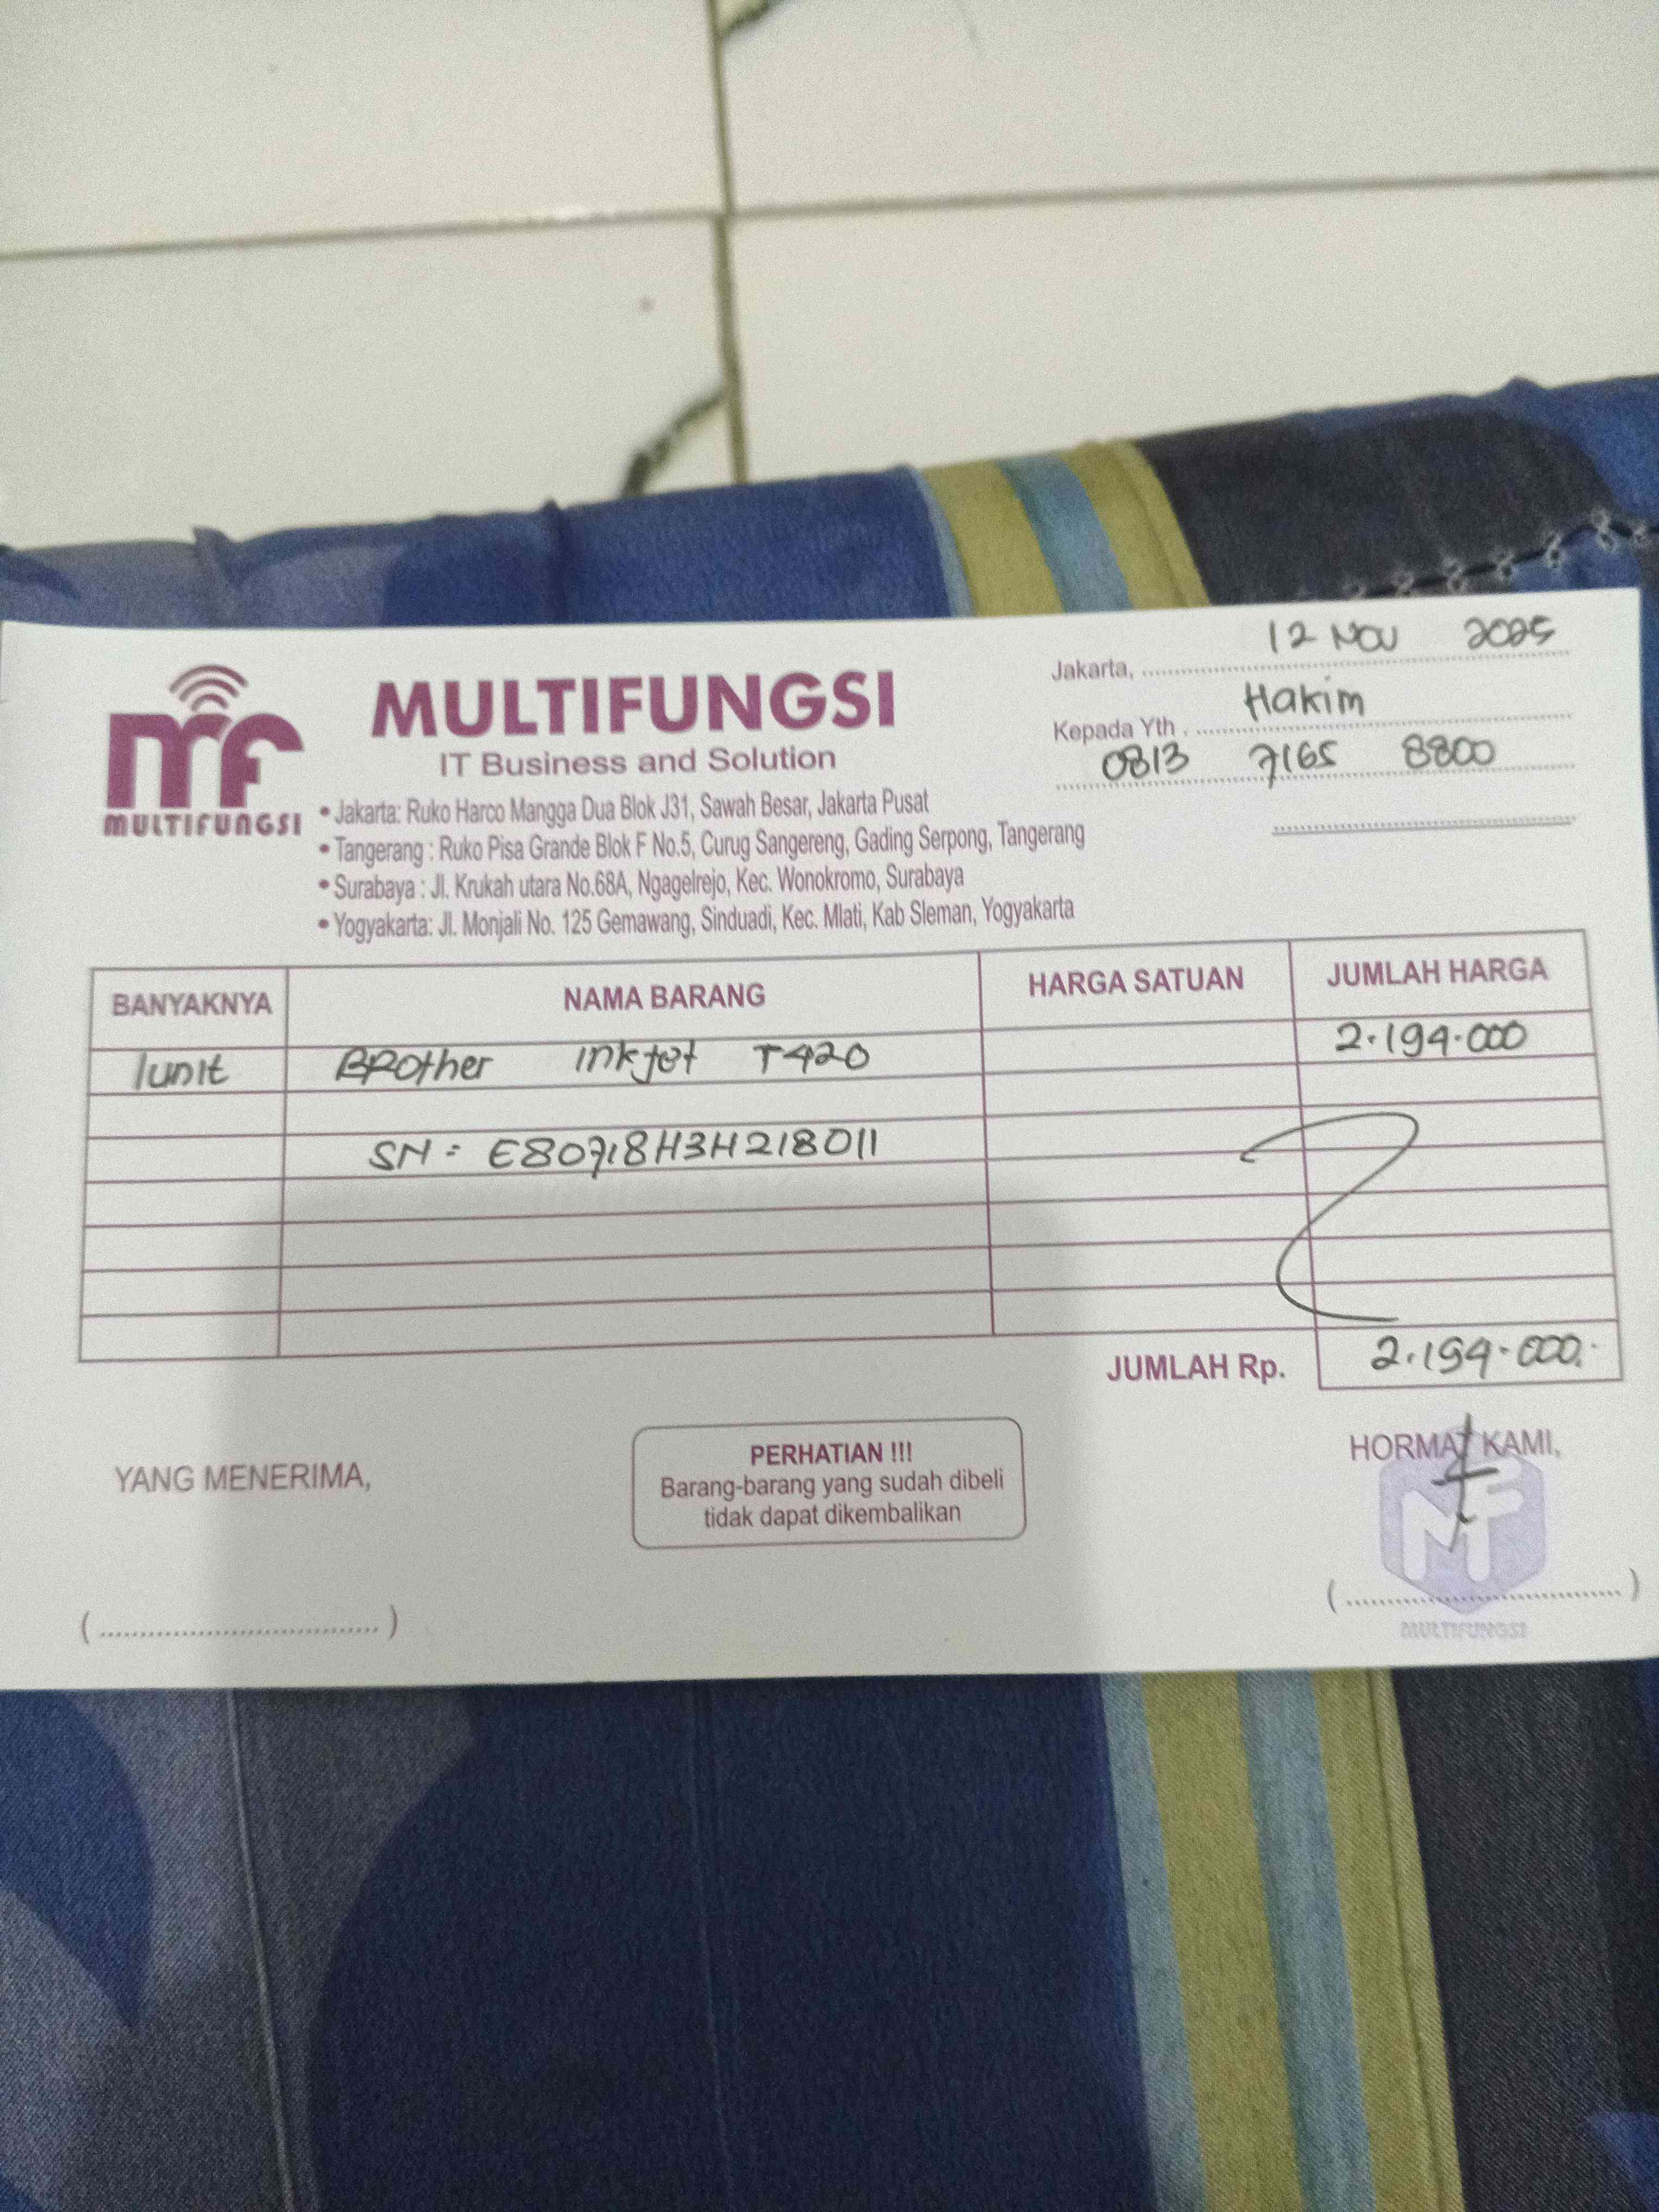 MULTIFUNGSI
MULTIFUNGSI
IT Business and Solution
• Jakarta: Ruko Harco Mangga Dua Blok J31, Sawah Besar, Jakarta Pusat
• Tangerang : Ruko Pisa Grande Blok F No.5, Curug Sangereng, Gading Serpong, Tangerang
• Surabaya : Jl. Krukah utara No.68A, Ngagelrejo, Kec. Wonokromo, Surabaya
• Yogyakarta: Jl. Monjali No. 125 Gemawang, Sinduadi, Kec. Mlati, Kab Sleman, Yogyakarta
Jakarta, 12 NOV 2025
Kepada Yth . Hakim
0813 7165 8800
BANYAKNYA NAMA BARANG HARGA SATUAN JUMLAH HARGA
1unit BROther inkjet T420 2.194.000
SN = E80718H3H218011
JUMLAH Rp. 2.194.000.
YANG MENERIMA,
PERHATIAN !!!
Barang-barang yang sudah dibeli
tidak dapat dikembalikan
HORMAT KAMI,
MF
MULTIFUNGSI